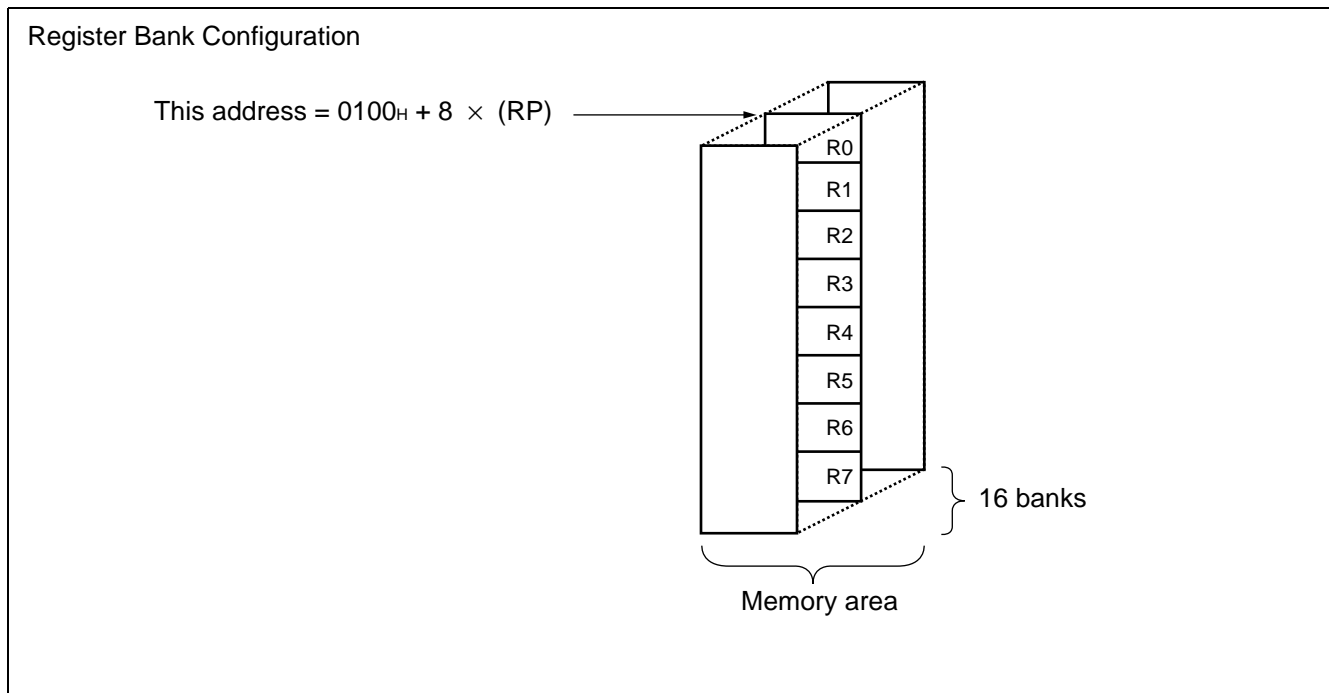 Register Bank Configuration
This address = 0100H + 8 × (RP)
R0
R1
R2
R3
R4
R5
R6
R7
16 banks
Memory area